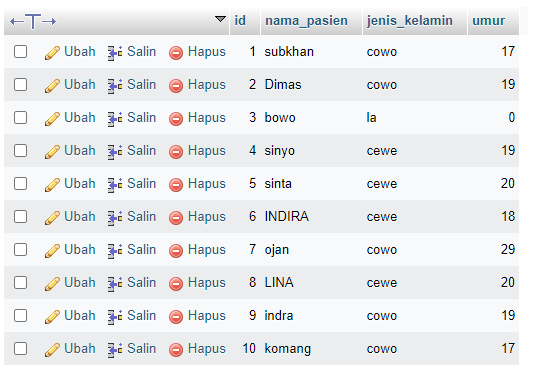 id nama_pasien jenis_kelamin umur
Ubah Salin Hapus 1 subkhan cowo 17
Ubah Salin Hapus 2 Dimas cowo 19
Ubah Salin Hapus 3 bowo la 0
Ubah Salin Hapus 4 sinyo cewe 19
Ubah Salin Hapus 5 sinta cewe 20
Ubah Salin Hapus 6 INDIRA cewe 18
Ubah Salin Hapus 7 ojan cowo 29
Ubah Salin Hapus 8 LINA cewe 20
Ubah Salin Hapus 9 indra cowo 19
Ubah Salin Hapus 10 komang cowo 17